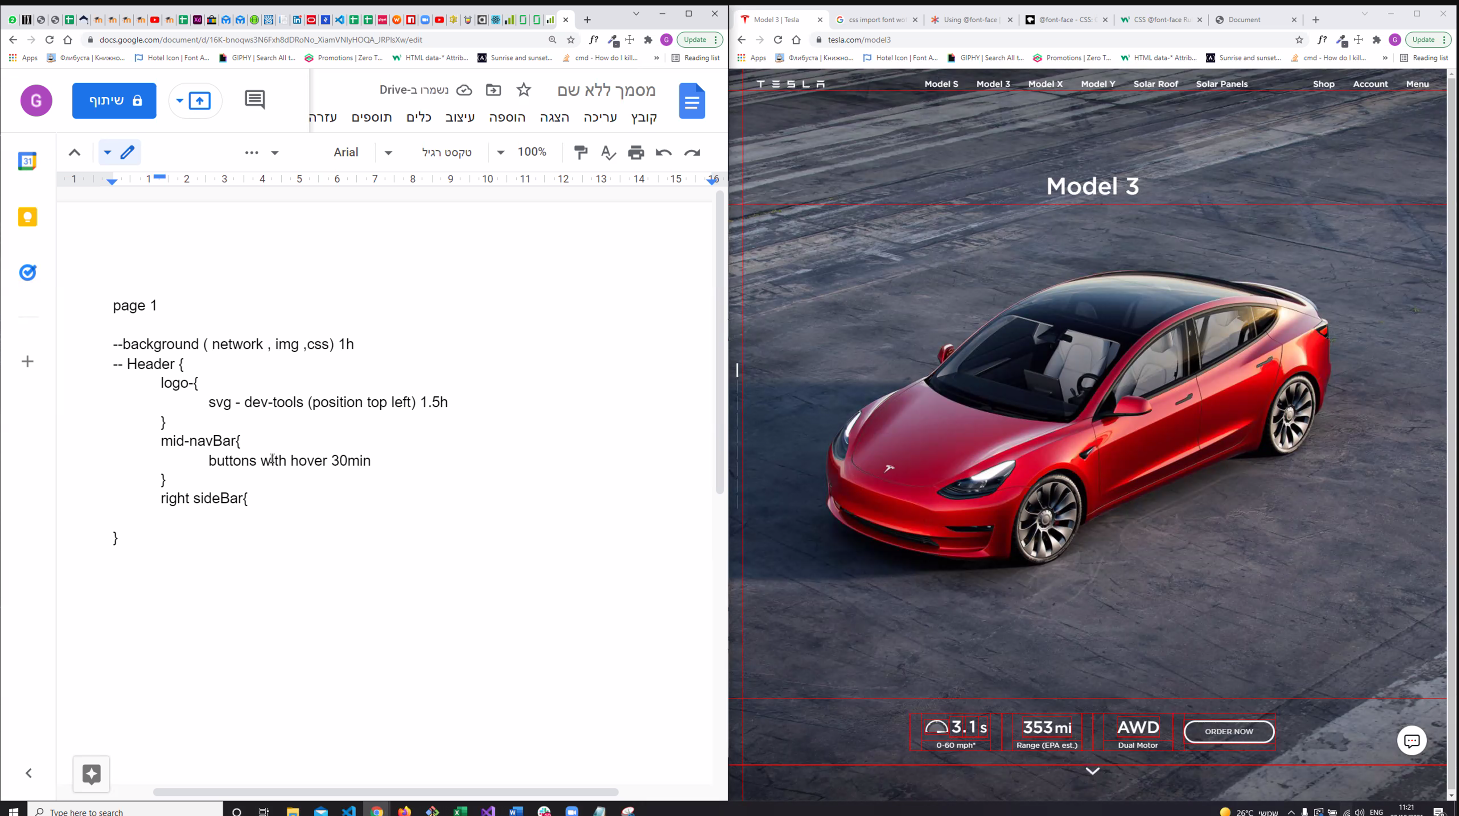 docs.google.com/document/d/16K-bnoqws3N6Fxh8dDRoNo_XiamVNlyHOQA_IRPlsXw/edit
Update
Apps
Флибуста | Книжно...
Hotel Icon | Font A...
GIPHY | Search All t...
Promotions | Zero T...
HTML data-* Attrib...
Sunrise and sunset...
cmd - How do I kill...
»
Reading list
G
שיתוף
נשמרו ב-Drive
מסמך ללא שם
קובץ עריכה הצגה הוספה עיצוב כלים תוספים עזרה
Arial
טקסט רגיל
100%
1 1 2 3 4 5 6 7 8 9 10 11 12 13 14 15 16
31
page 1
--background ( network , img ,css) 1h
-- Header {
logo-{
svg - dev-tools (position top left) 1.5h
}
mid-navBar{
buttons with hover 30min
}
right sideBar{
}
Type here to search
Model 3 | Tesla
css import font wo
Using @font-face |
@font-face - CSS: C
CSS @font-face R
Document
tesla.com/model3
Update
Apps
Флибуста | Книжно...
Hotel Icon | Font A...
GIPHY | Search All t...
Promotions | Zero T...
HTML data-* Attrib...
Sunrise and sunset...
cmd - How do I kill...
»
Reading list
TESLA
Model S Model 3 Model X Model Y Solar Roof Solar Panels
Shop Account Menu
Model 3
3.1 s
0-60 mph*
353 mi
Range (EPA est.)
AWD
Dual Motor
ORDER NOW
26°C
שמשי
ENG
11:21